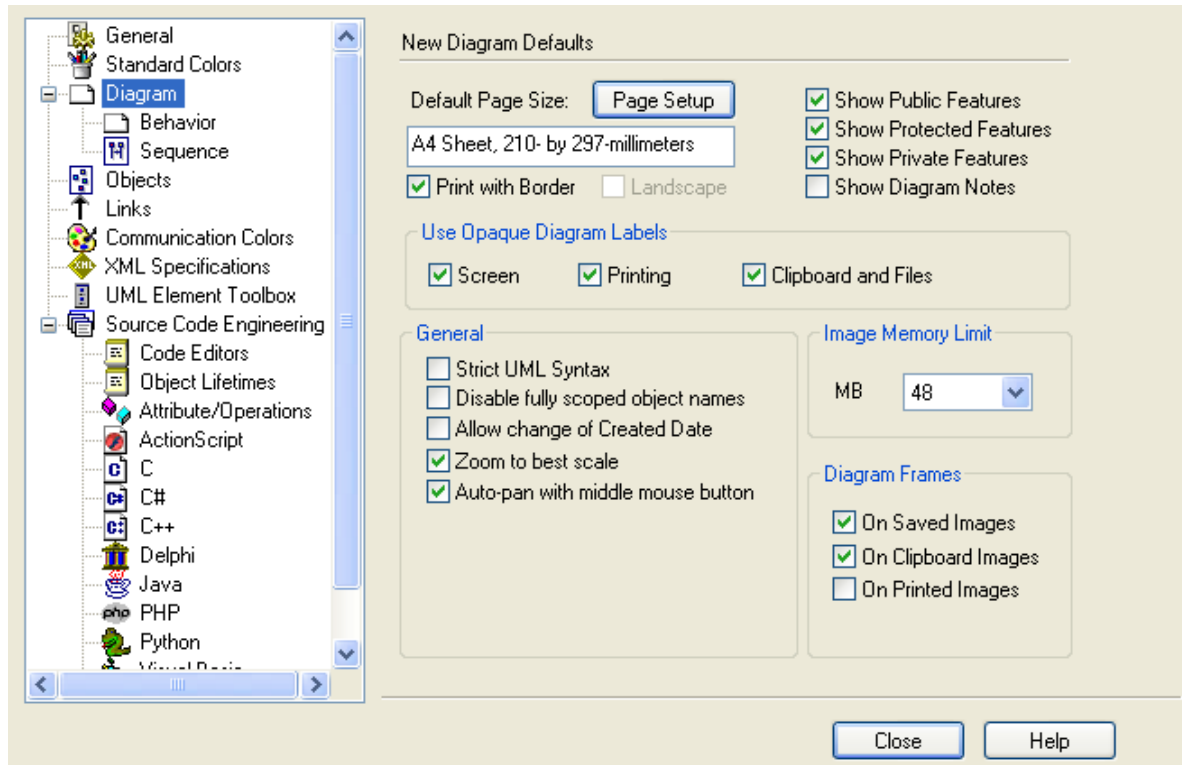 General
Standard Colors
Diagram
Behavior
Sequence
Objects
Links
Communication Colors
XML Specifications
UML Element Toolbox
Source Code Engineering
Code Editors
Object Lifetimes
Attribute/Operations
ActionScript
C
C#
C++
Delphi
Java
PHP
Python
New Diagram Defaults
Default Page Size: Page Setup
A4 Sheet, 210- by 297-millimeters
Print with Border Landscape
Show Public Features
Show Protected Features
Show Private Features
Show Diagram Notes
Use Opaque Diagram Labels
Screen Printing Clipboard and Files
General
Strict UML Syntax
Disable fully scoped object names
Allow change of Created Date
Zoom to best scale
Auto-pan with middle mouse button
Image Memory Limit
MB 48
Diagram Frames
On Saved Images
On Clipboard Images
On Printed Images
Close Help